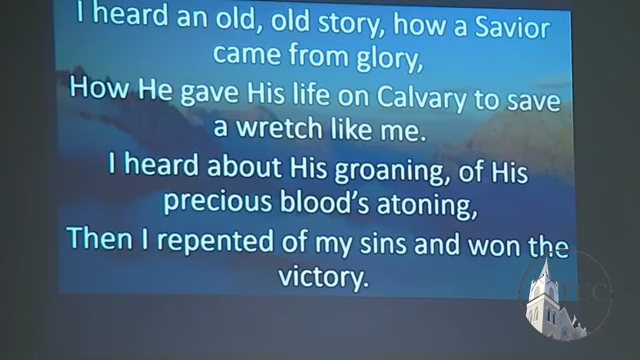 I heard an old, old story, how a Savior
came from glory,
How He gave His life on Calvary to save
a wretch like me.
I heard about His groaning, of His
precious blood's atoning,
Then I repented of my sins and won the
victory.